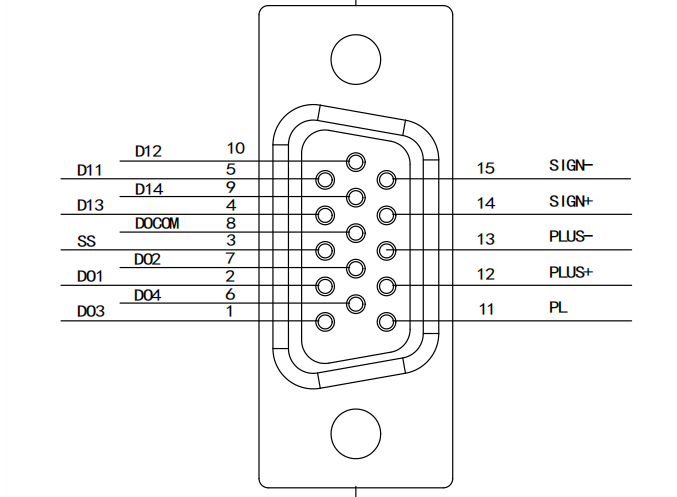 D12 10
D11 5
D14 9
D13 4
DOCOM 8
SS 3
DO2 7
DO1 2
DO4 6
DO3 1
15 SIGN-
14 SIGN+
13 PLUS-
12 PLUS+
11 PL